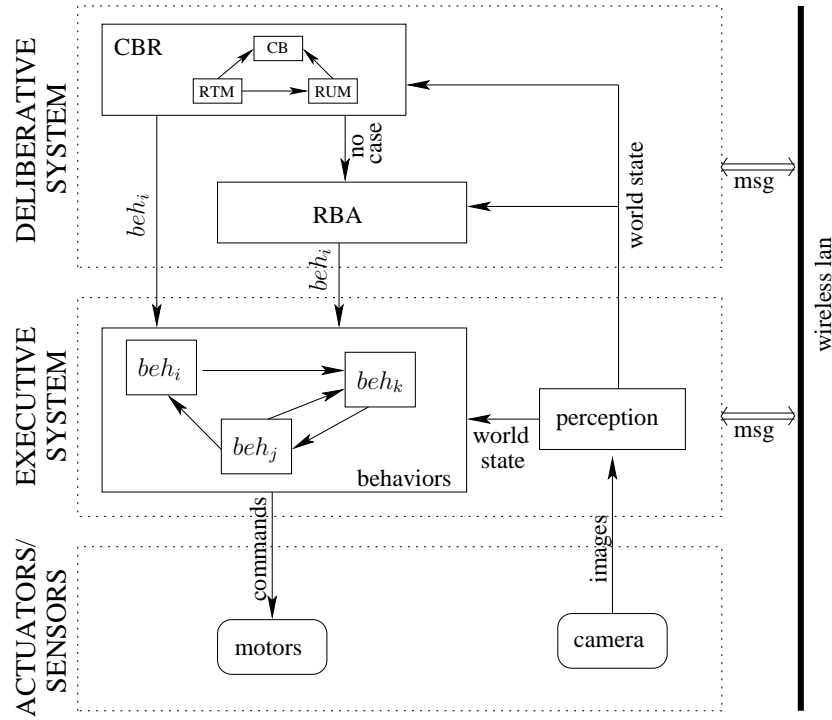 DELIBERATIVE
SYSTEM
CBR
CB
RTM
RUM
no
case
beh_i
RBA
beh_i
world state
msg
wireless lan
EXECUTIVE
SYSTEM
beh_i
beh_k
beh_j
behaviors
world
state
perception
msg
commands
images
ACTUATORS/
SENSORS
motors
camera